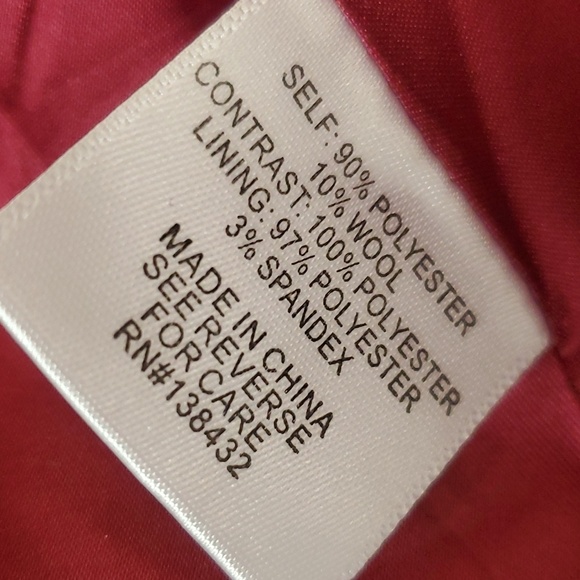 SELF: 90% POLYESTER
10% WOOL
CONTRAST: 100% POLYESTER
LINING: 97% POLYESTER
3% SPANDEX
MADE IN CHINA
SEE REVERSE
FOR CARE
RN#138432